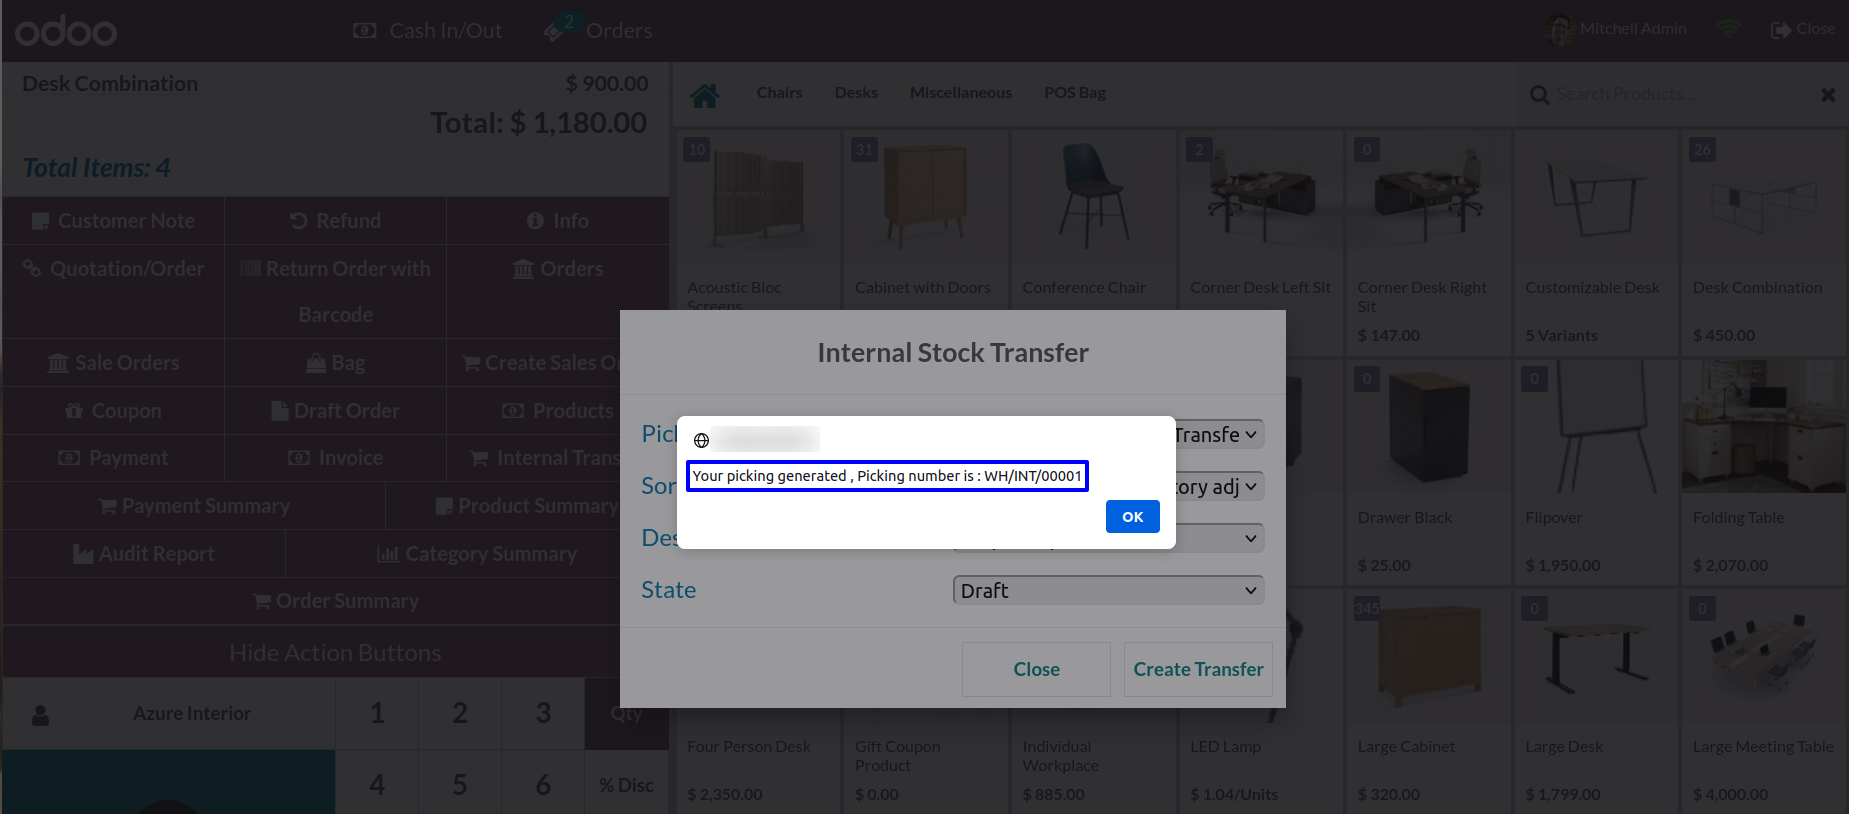 odoo
Cash In/Out
2
Orders
Mitchell Admin
Close
Desk Combination
$ 900.00
Total: $ 1,180.00
Total Items: 4
Customer Note
Refund
Info
Quotation/Order
Return Order with
Barcode
Orders
Sale Orders
Bag
Create Sales Or
Coupon
Draft Order
Products
Payment
Invoice
Internal Trans
Payment Summary
Product Summary
Audit Report
Category Summary
Order Summary
Hide Action Buttons
Azure Interior
1
2
3
Qty
4
5
6
% Disc
Chairs
Desks
Miscellaneous
POS Bag
Search Products...
10
31
2
0
26
Acoustic Bloc
Screens
Cabinet with Doors
Conference Chair
Corner Desk Left Sit
Corner Desk Right
Sit
Customizable Desk
Desk Combination
$ 147.00
5 Variants
$ 450.00
0
0
Drawer Black
Flipover
Folding Table
$ 25.00
$ 1,950.00
$ 2,070.00
345
0
0
Four Person Desk
Gift Coupon
Product
Individual
Workplace
LED Lamp
Large Cabinet
Large Desk
Large Meeting Table
$ 2,350.00
$ 0.00
$ 885.00
$ 1.04/Units
$ 320.00
$ 1,799.00
$ 4,000.00
Internal Stock Transfer
Pic
Transfe
Your picking generated , Picking number is : WH/INT/00001
Sor
tory adj
OK
Des
State
Draft
Close
Create Transfer